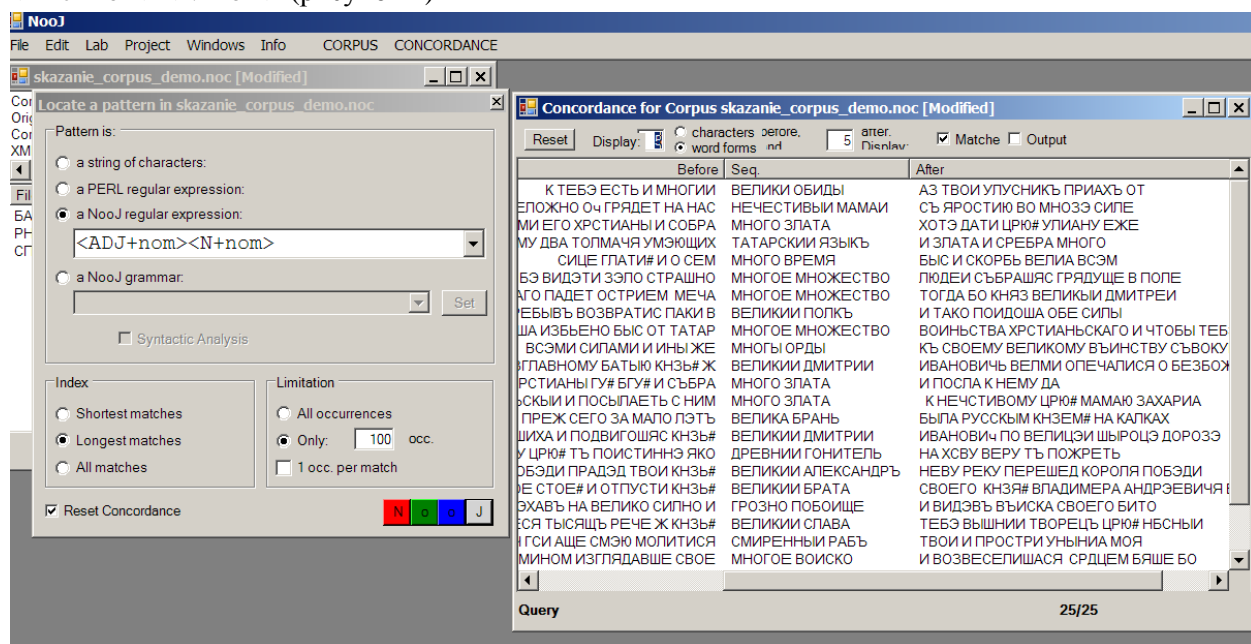 NooJ
File Edit Lab Project Windows Info CORPUS CONCORDANCE
skazanie_corpus_demo.noc [Modified]
Locate a pattern in skazanie_corpus_demo.noc
Pattern is:
a string of characters:
a PERL regular expression:
a NooJ regular expression:
<ADJ+nom><N+nom>
a NooJ grammar:
Set
Syntactic Analysis
Index
Shortest matches
Longest matches
All matches
Limitation
All occurrences
Only: 100 occ.
1 occ. per match
Reset Concordance
N o o J
Concordance for Corpus skazanie_corpus_demo.noc [Modified]
Reset Display: characters before, 5 after. Matche Output
word forms Display:
Before Seq. After
К ТЕБЭ ЕСТЬ И МНОГИИ ВЕЛИКИ ОБИДЫ АЗ ТВОИ УЛУСНИКЪ ПРИАХЪ ОТ
ЕЛОЖНО Оч ГРЯДЕТ НА НАС НЕЧЕСТИВЫИ МАМАИ СЪ ЯРОСТИЮ ВО МНОЗЭ СИЛЕ
МИ ЕГО ХРСТИАНЫ И СОБРА МНОГО ЗЛАТА ХОТЭ ДАТИ ЦРЮ# УЛИАНУ ЕЖЕ
МУ ДВА ТОЛМАЧЯ УМЭЮЩИХ ТАТАРСКИИ ЯЗЫКЪ И ЗЛАТА И СРЕБРА МНОГО
СИЦЕ ГЛАТИ# И О СЕМ МНОГО ВРЕМЯ БЫС И СКОРБЬ ВЕЛИА ВСЭМ
БЭ ВИДЭТИ ЗЭЛО СТРАШНО МНОГОЕ МНОЖЕСТВО ЛЮДЕИ СЪБРАШЯС ГРЯДУЩЕ В ПОЛЕ
АГО ПАДЕТ ОСТРИЕМ МЕЧА МНОГОЕ МНОЖЕСТВО ТОГДА БО КНЯЗ ВЕЛИКЫИ ДМИТРЕИ
РЕБЫВЪ ВОЗВРАТИС ПАКИ В ВЕЛИКИИ ПОЛКЪ И ТАКО ПОИДОША ОБЕ СИЛЫ
ША ИЗБЬЕНО БЫС ОТ ТАТАР МНОГОЕ МНОЖЕСТВО ВОИНЬСТВА ХРСТИАНЬСКАГО И ЧТОБЫ ТЕБ
ВСЭМИ СИЛАМИ И ИНЫ ЖЕ МНОГЫ ОРДЫ КЪ СВОЕМУ ВЕЛИКОМУ ВЪИНСТВУ СЪВОКУ
ЗГЛАВНОМУ БАТЫЮ КНЗЬ# Ж ВЕЛИКИИ ДМИТРИИ ИВАНОВИЧЬ ВЕЛМИ ОПЕЧАЛИСЯ О БЕЗБОЖ
РСТИАНЫ ГУ# БГУ# И СЪБРА МНОГО ЗЛАТА И ПОСЛА К НЕМУ ДА
ЬСКЫИ И ПОСЫПАЕТЬ С НИМ МНОГО ЗЛАТА К НЕЧСТИВОМУ ЦРЮ# МАМАЮ ЗАХАРИА
ПРЕЖ СЕГО ЗА МАЛО ЛЭТЪ ВЕЛИКА БРАНЬ БЫЛА РУССКЫМ КНЗЕМ# НА КАЛКАХ
ШИХА И ПОДВИГОШЯС КНЗЬ# ВЕЛИКИИ ДМИТРИИ ИВАНОВИч ПО ВЕЛИЦЭИ ШЫРОЦЭ ДОРОЗЭ
У ЦРЮ# ТЪ ПОИСТИННЭ ЯКО ДРЕВНИИ ГОНИТЕЛЬ НА ХСВУ ВЕРУ ТЪ ПОЖРЕТЬ
ОБЭДИ ПРАДЭД ТВОИ КНЗЬ# ВЕЛИКИИ АЛЕКСАНДРЪ НЕВУ РЕКУ ПЕРЕШЕД КОРОЛЯ ПОБЭДИ
ОЕ СТОЕ# И ОТПУСТИ КНЗЬ# ВЕЛИКИИ БРАТА СВОЕГО КНЗЯ# ВЛАДИМЕРА АНДРЭЕВИЧЯ
ЭХАВЪ НА ВЕЛИКО СИЛНО И ГРОЗНО ПОБОИЩЕ И ВИДЭВЪ ВЪИСКА СВОЕГО БИТО
ЕСЯ ТЫСЯЩЪ РЕЧЕ Ж КНЗЬ# ВЕЛИКИИ СЛАВА ТЕБЭ ВЫШНИИ ТВОРЕЦЪ ЦРЮ# НБСНЫИ
ГСИ АЩЕ СМЭЮ МОЛИТИСЯ СМИРЕННЫИ РАБЪ ТВОИ И ПРОСТРИ УНЫНИА МОЯ
МИНОМ ИЗГЛЯДАВШЕ СВОЕ МНОГОЕ ВОИСКО И ВОЗВЕСЕЛИШАСЯ СРДЦЕМ БЯШЕ БО
Query 25/25